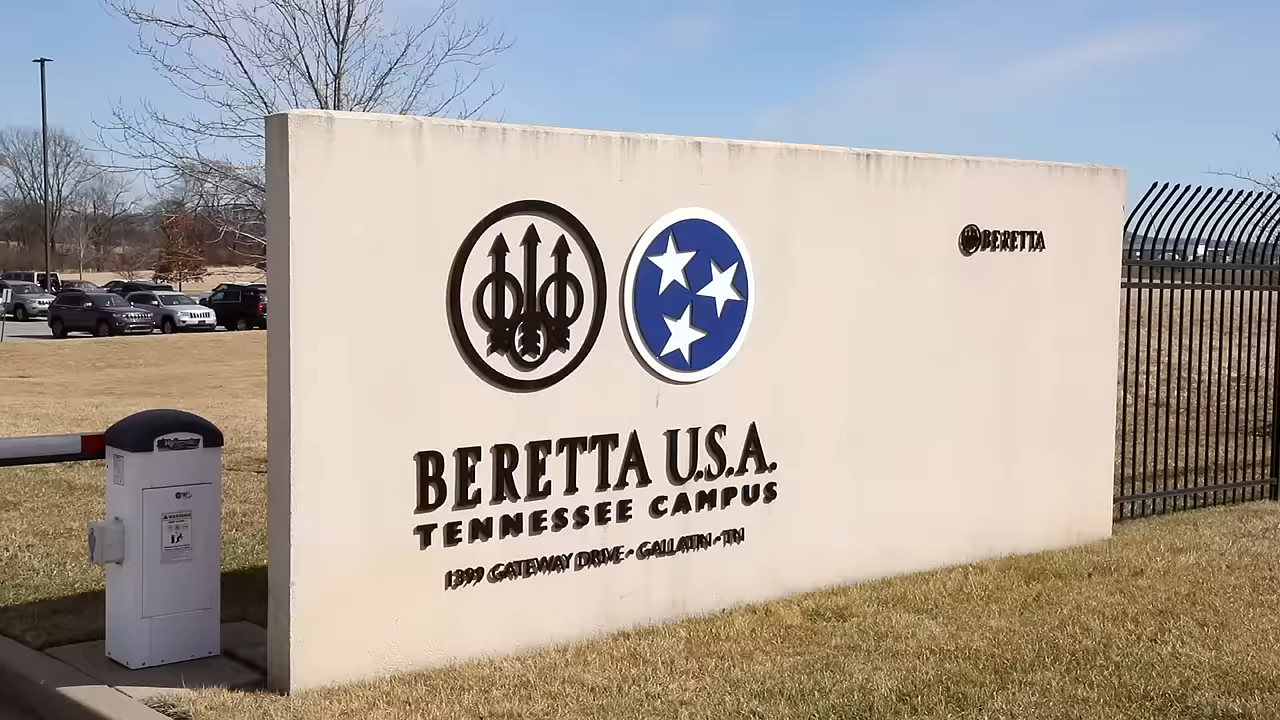 BERETTA
BERETTA U.S.A.
TENNESSEE CAMPUS
1399 GATEWAY DRIVE - GALLATIN - TN
WARNING